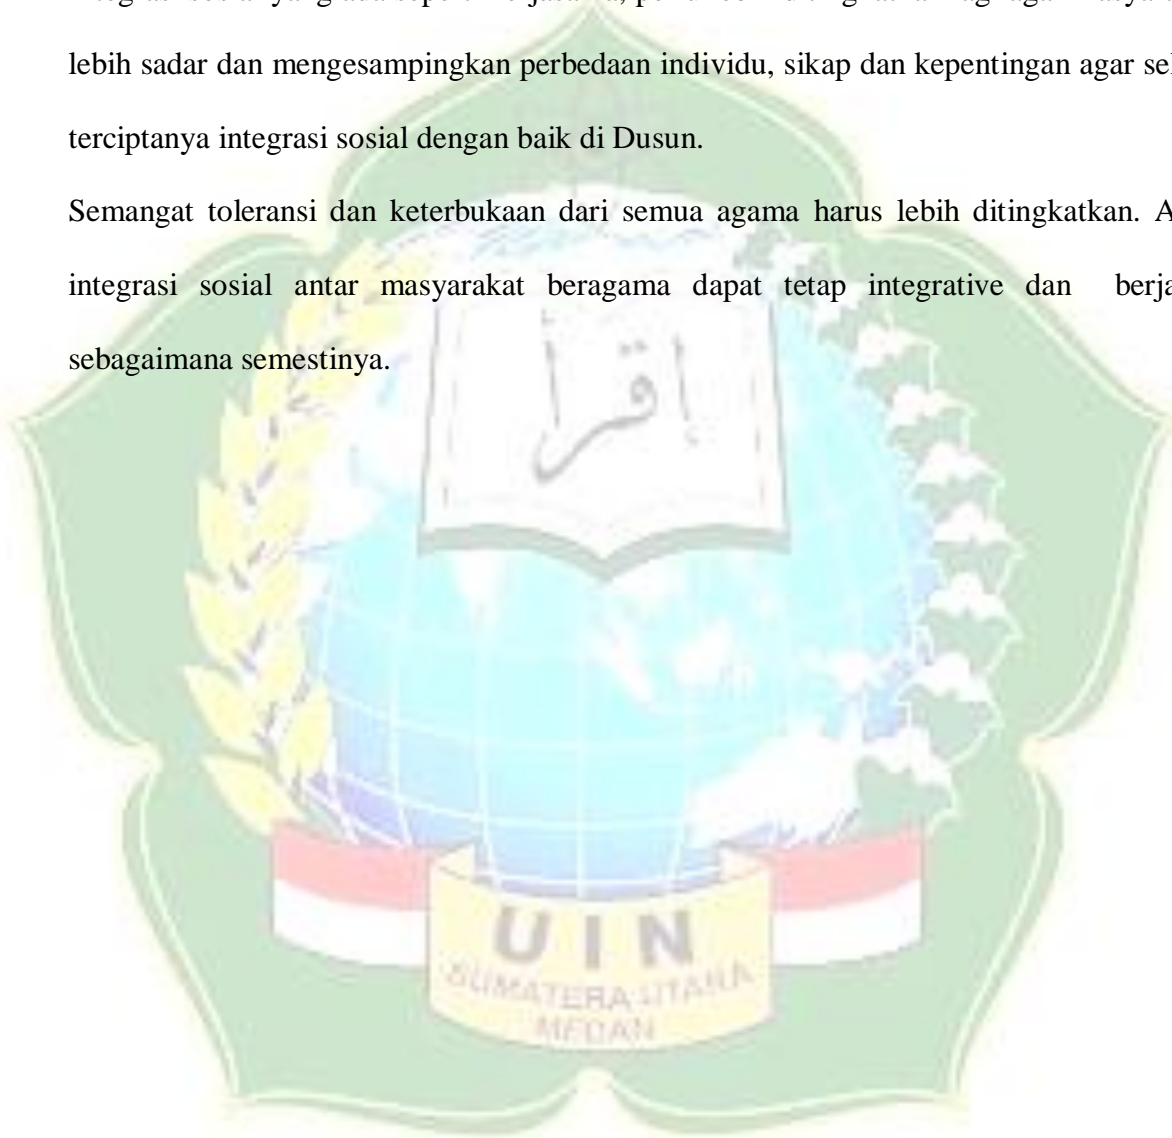 lebih sadar dan mengesampingkan perbedaan individu, sikap dan kepentingan agar
terciptanya integrasi sosial dengan baik di Dusun.
Semangat toleransi dan keterbukaan dari semua agama harus lebih ditingkatkan.
integrasi sosial antar masyarakat beragama dapat tetap integrative dan
sebagaimana semestinya.
إقرأ
UIN
SUMATERA UTARA
MEDAN